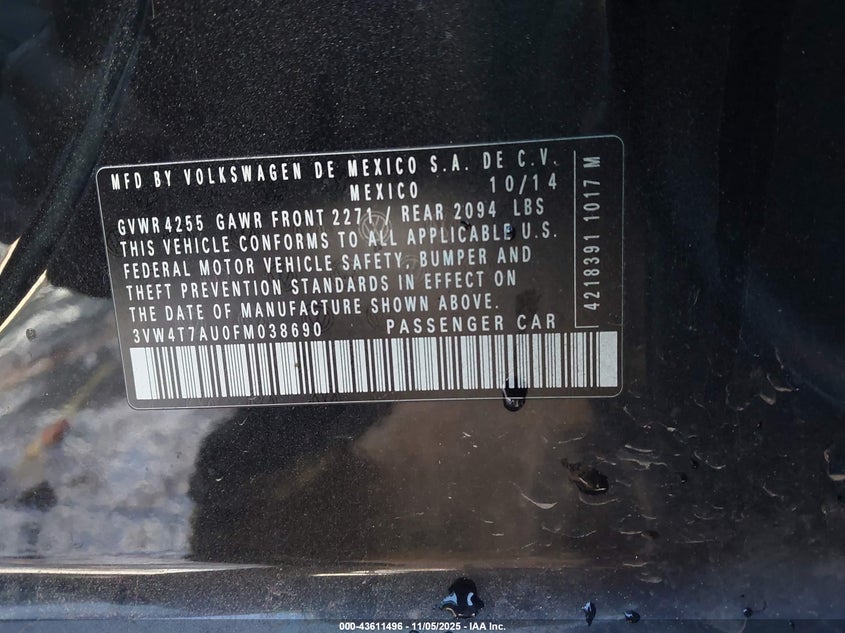 MFD BY VOLKSWAGEN DE MEXICO S.A. DE C.V.
MEXICO 10/14
GVWR 4255 GAWR FRONT 2271 / REAR 2094 LBS
THIS VEHICLE CONFORMS TO ALL APPLICABLE U.S.
FEDERAL MOTOR VEHICLE SAFETY, BUMPER AND
THEFT PREVENTION STANDARDS IN EFFECT ON
THE DATE OF MANUFACTURE SHOWN ABOVE.
3VW4T7AU0FM038690 PASSENGER CAR
4218391 1017 M
000-43611496 - 11/05/2025 - IAA Inc.